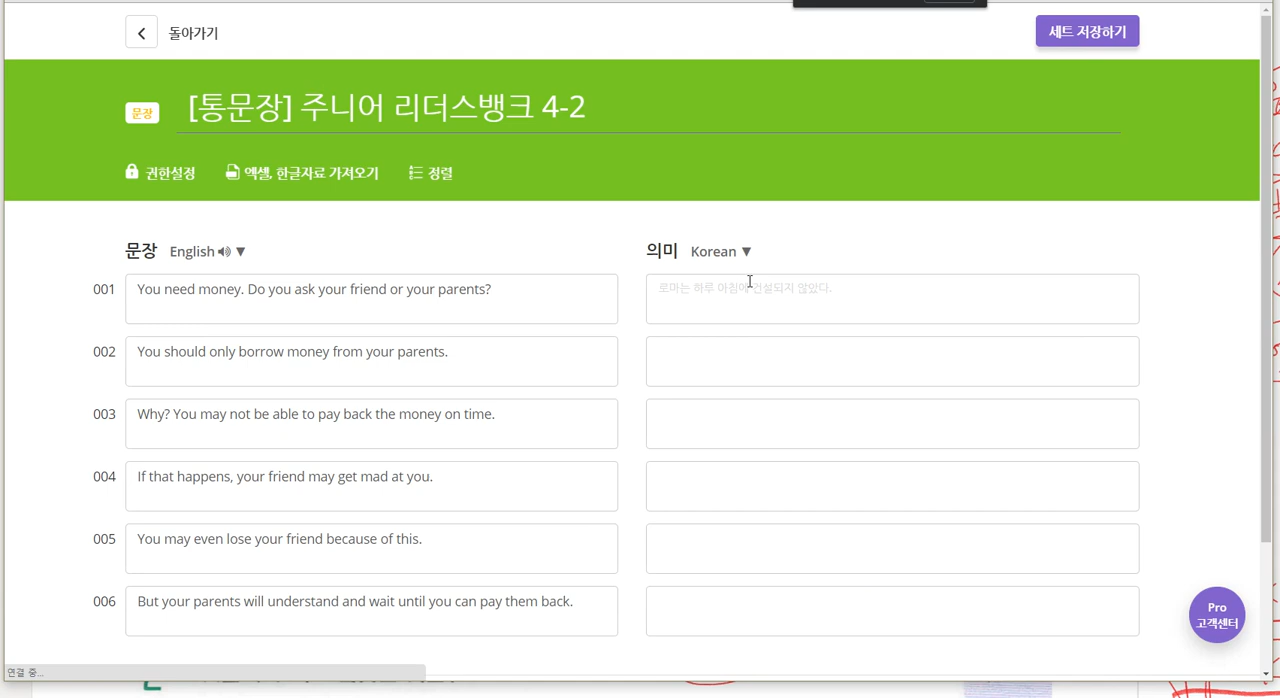 돌아가기
세트 저장하기
문장 [통문장] 주니어 리더스뱅크 4-2
권한설정 엑셀, 한글자료 가져오기 정렬
문장 English ▼ 의미 Korean ▼
001 You need money. Do you ask your friend or your parents? 로마는 하루 아침에 건설되지 않았다.
002 You should only borrow money from your parents.
003 Why? You may not be able to pay back the money on time.
004 If that happens, your friend may get mad at you.
005 You may even lose your friend because of this.
006 But your parents will understand and wait until you can pay them back.
Pro
고객센터
연결 중...